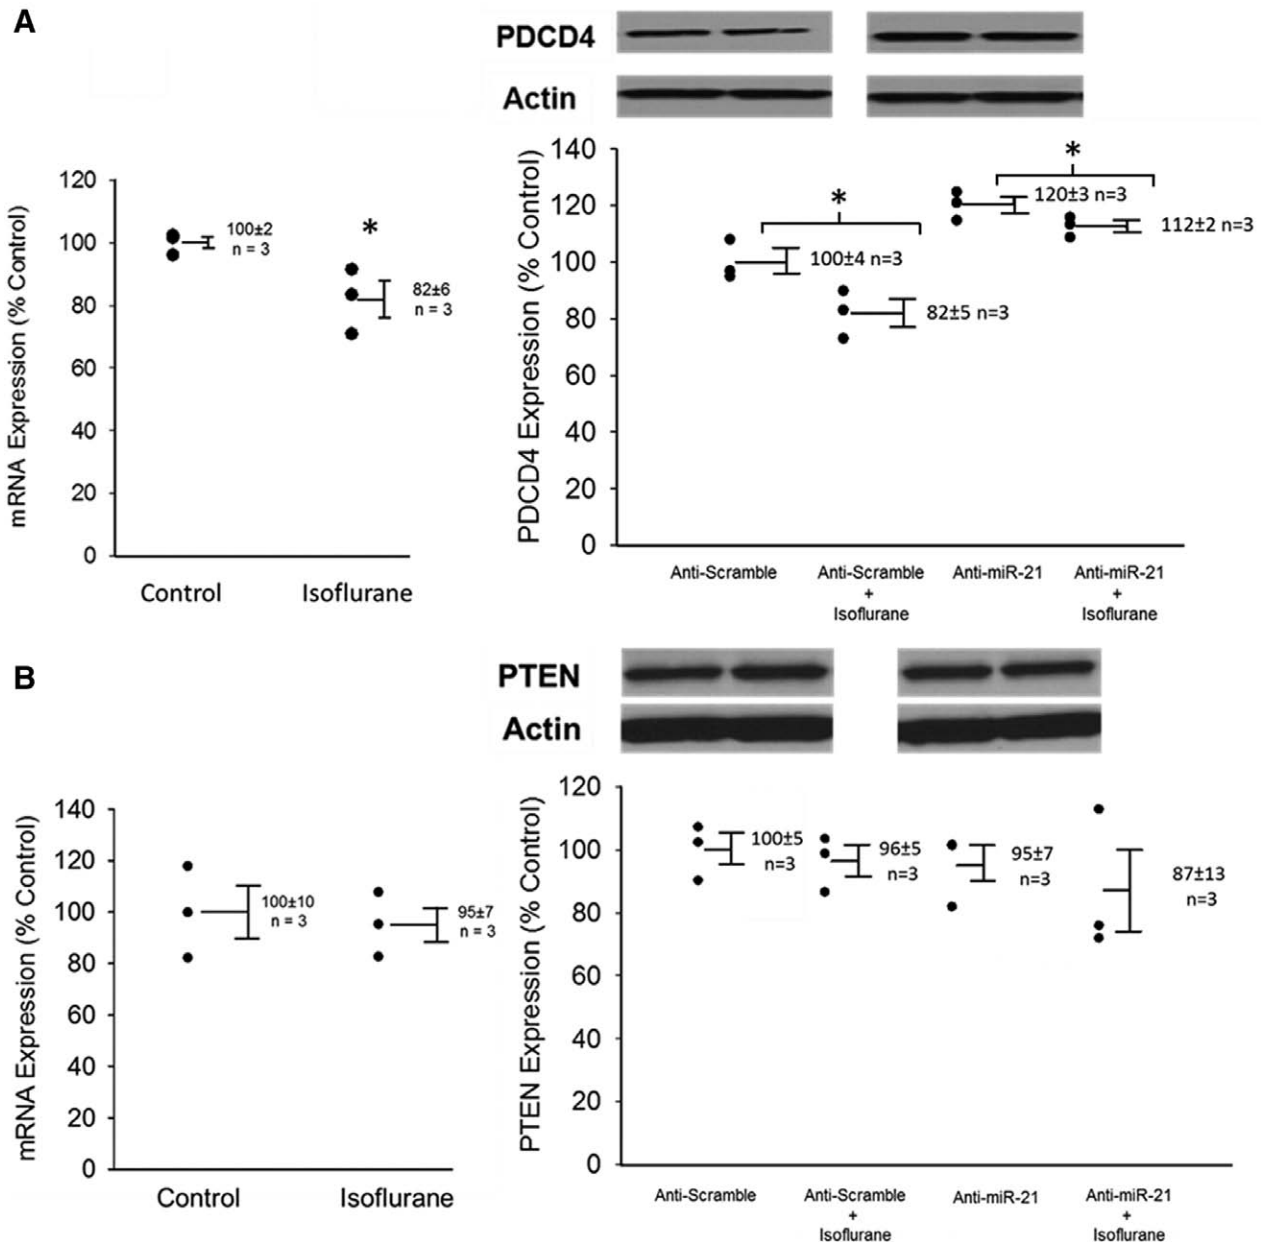 A
PDCD4
Actin
mRNA Expression (% Control)
120
100
80
60
40
20
0
100±2
n = 3
*
82±6
n = 3
Control
Isoflurane
PDCD4 Expression (% Control)
140
120
100
80
60
40
20
0
*
*
100±4 n=3
82±5 n=3
120±3 n=3
112±2 n=3
Anti-Scramble
Anti-Scramble
+
Isoflurane
Anti-miR-21
Anti-miR-21
+
Isoflurane
B
PTEN
Actin
mRNA Expression (% Control)
140
120
100
80
60
40
20
0
100±10
n = 3
95±7
n = 3
Control
Isoflurane
PTEN Expression (% Control)
120
100
80
60
40
20
0
100±5
n=3
96±5
n=3
95±7
n=3
87±13
n=3
Anti-Scramble
Anti-Scramble
+
Isoflurane
Anti-miR-21
Anti-miR-21
+
Isoflurane